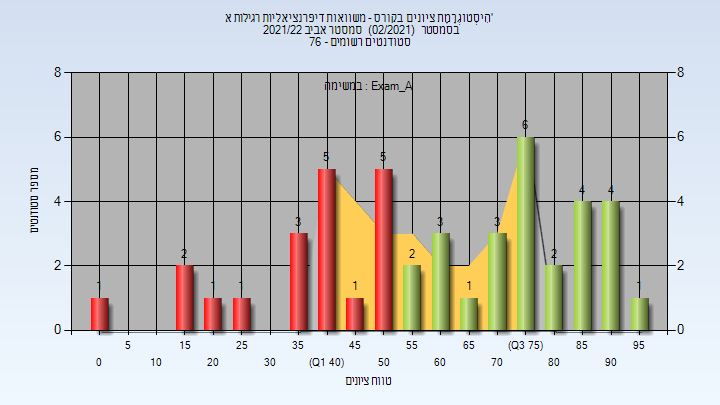 'הִיסְטוֹגְרָמַת ציונים בקורס - משוואות דיפרנציאליות רגילות א
בסמסטר (02/2021) סמסטר אביב 2021/22
סטודנטים רשומים - 76
במשימה : Exam_A
מספר סטודנטים
8 8
6 6
4 4
2 2
0 0
1 2 1 1 3 5 1 5 2 3 1 3 6 2 4 4 1
5 15 25 35 45 55 65 (Q3 75) 85 95
0 10 20 30 (Q1 40) 50 60 70 80 90
טווח ציונים